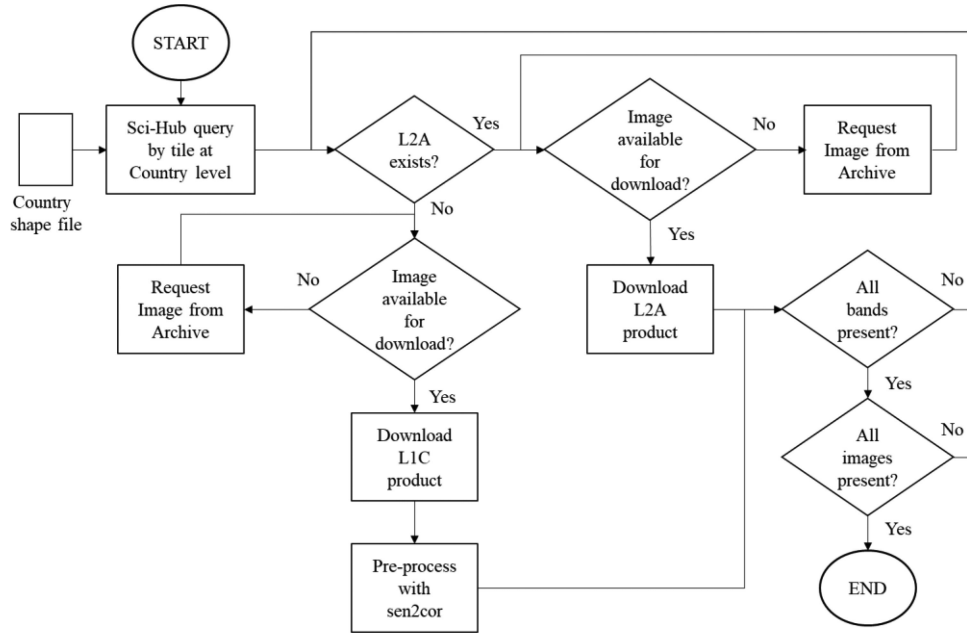 START
Sci-Hub query
by tile at
Country level
Country
shape file
L2A
exists?
Yes
No
Image
available
for
download?
No
Yes
Request
Image from
Archive
Request
Image from
Archive
No
Image
available
for
download?
Yes
Download
L2A
product
All
bands
present?
No
Yes
Download
L1C
product
All
images
present?
No
Yes
Pre-process
with
sen2cor
END